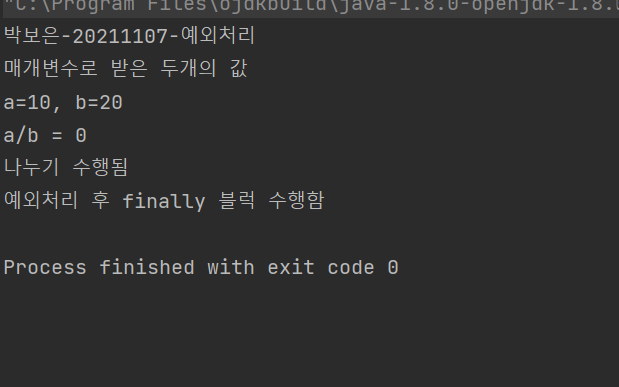 "C:\Program Files\ojdkbuild\java-1.8.0-openjdk-1.8.0
박보은-20211107-예외처리
매개변수로 받은 두개의 값
a=10, b=20
a/b = 0
나누기 수행됨
예외처리 후 finally 블럭 수행함
Process finished with exit code 0